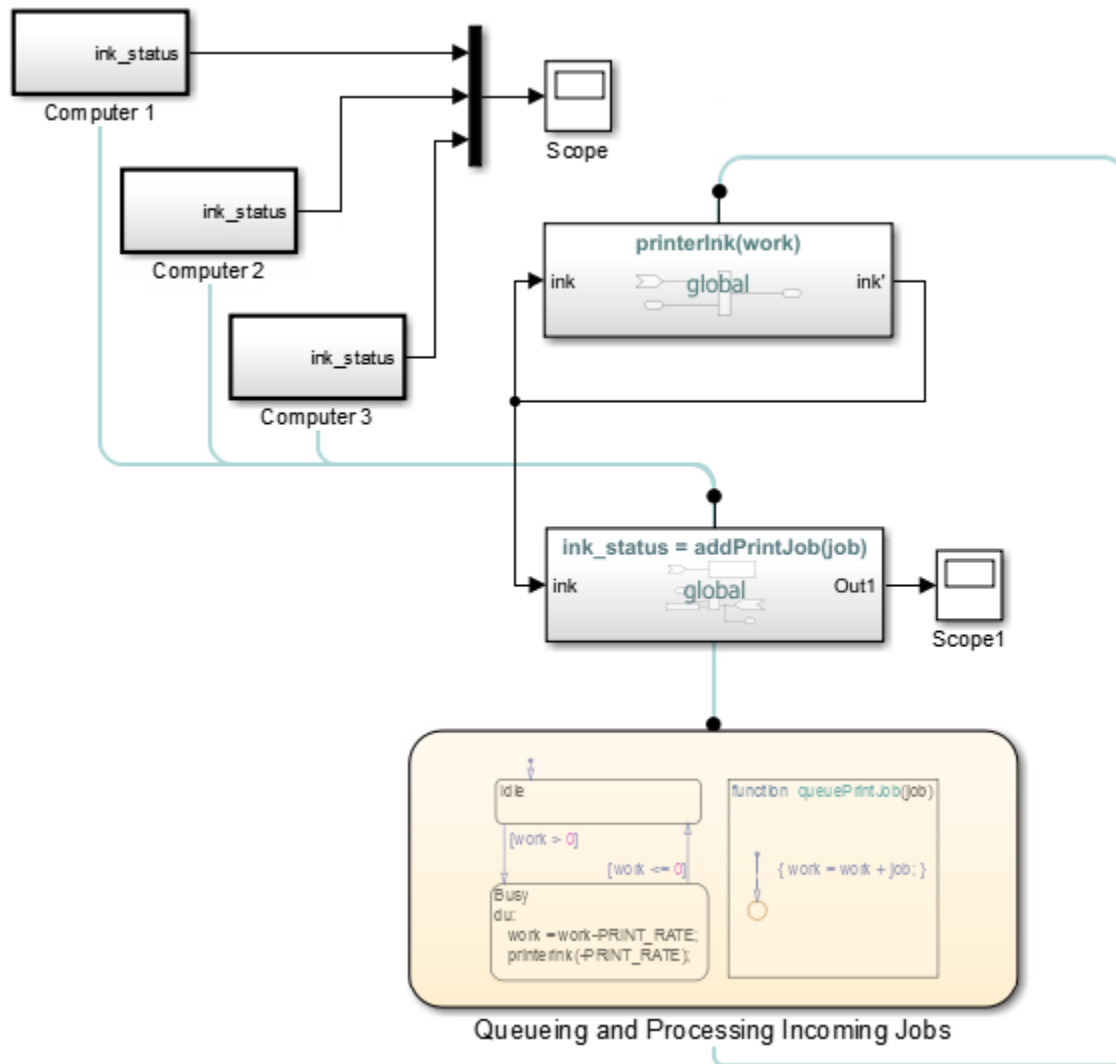 ink_status
Computer 1
Scope
ink_status
Computer 2
printerInk(work)
ink
global
ink'
ink_status
Computer 3
ink_status = addPrintJob(job)
ink
global
Out1
Scope1
Idle
function queuePrintJob(job)
[work > 0]
[work <= 0]
{ work = work + job; }
Busy
du:
work =work-PRINT_RATE;
printerInk(-PRINT_RATE);
Queueing and Processing Incoming Jobs